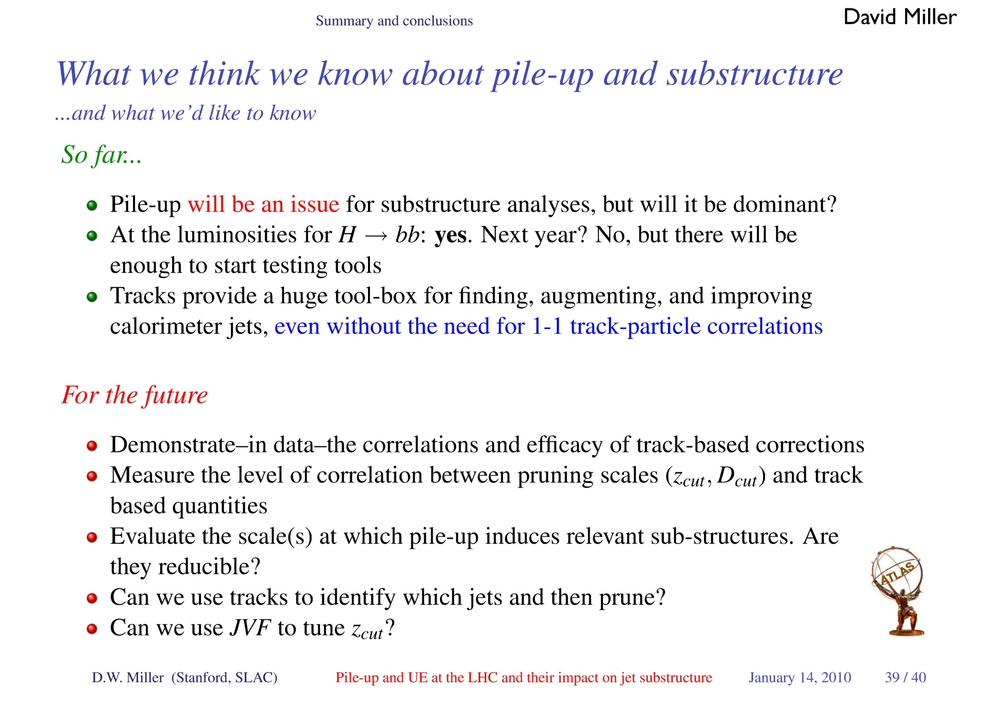 Summary and conclusions
David Miller
What we think we know about pile-up and substructure
...and what we’d like to know
So far...
Pile-up will be an issue for substructure analyses, but will it be dominant?
At the luminosities for H → bb: yes. Next year? No, but there will be
enough to start testing tools
Tracks provide a huge tool-box for finding, augmenting, and improving
calorimeter jets, even without the need for 1-1 track-particle correlations
For the future
Demonstrate–in data–the correlations and efficacy of track-based corrections
Measure the level of correlation between pruning scales (z_cut, D_cut) and track
based quantities
Evaluate the scale(s) at which pile-up induces relevant sub-structures. Are
they reducible?
Can we use tracks to identify which jets and then prune?
Can we use JVF to tune z_cut?
ATLAS
D.W. Miller (Stanford, SLAC)
Pile-up and UE at the LHC and their impact on jet substructure
January 14, 2010
39 / 40